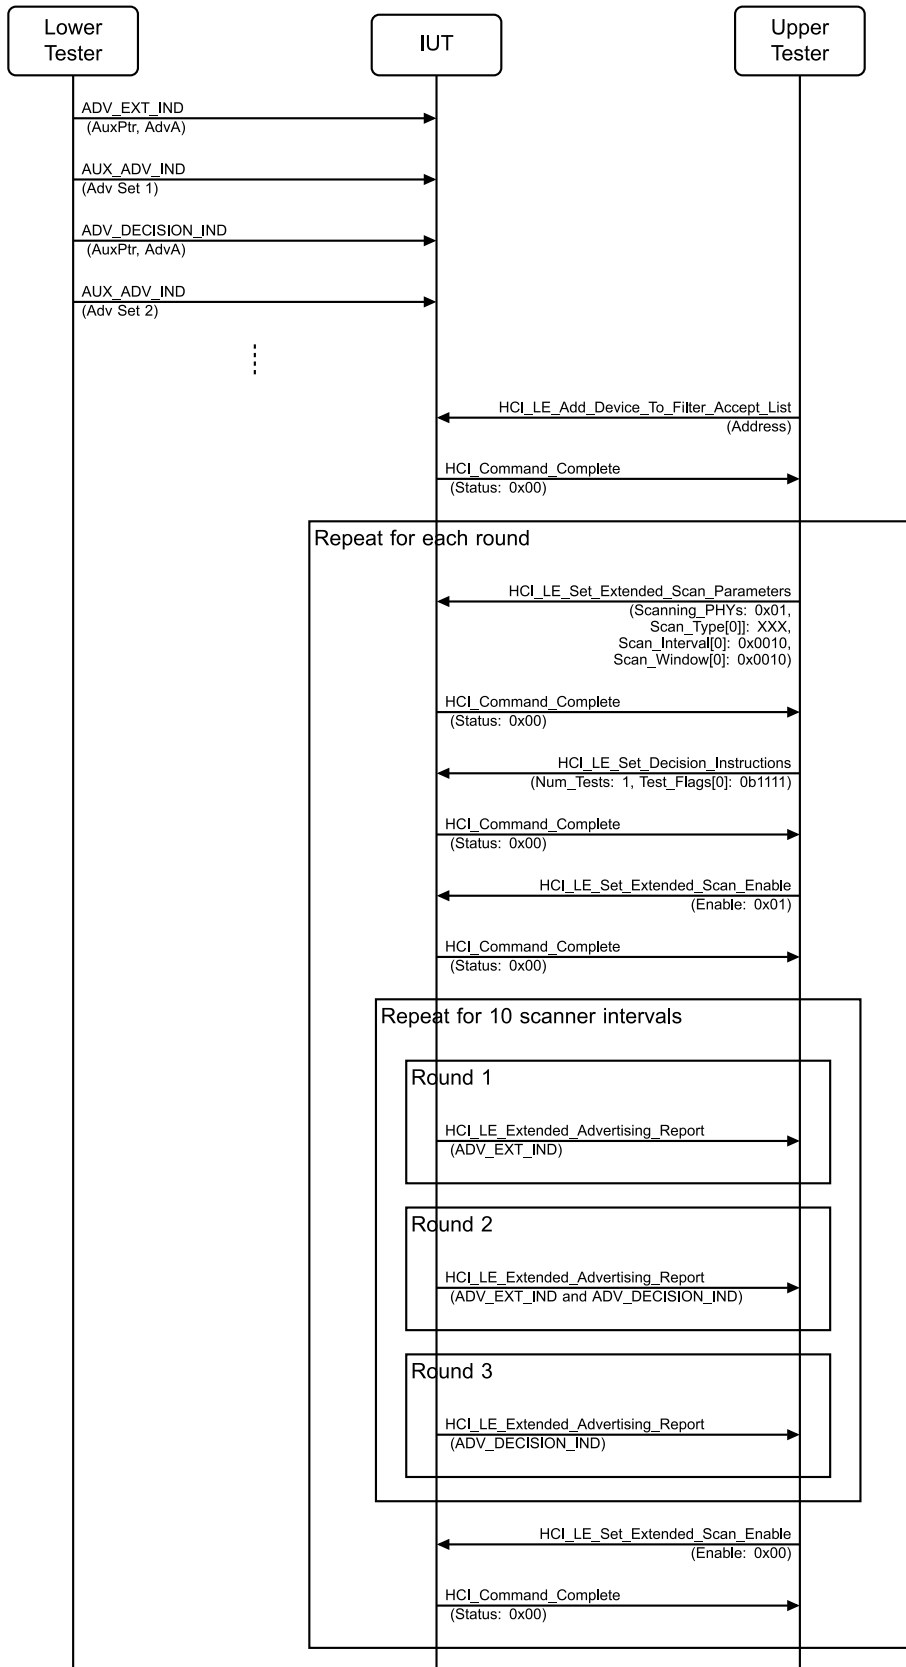 Lower
Tester
IUT
Upper
Tester
ADV_EXT_IND
(AuxPtr, AdvA)
AUX_ADV_IND
(Adv Set 1)
ADV_DECISION_IND
(AuxPtr, AdvA)
AUX_ADV_IND
(Adv Set 2)
HCI_LE_Add_Device_To_Filter_Accept_List
(Address)
HCI_Command_Complete
(Status: 0x00)
Repeat for each round
HCI_LE_Set_Extended_Scan_Parameters
(Scanning_PHYs: 0x01,
Scan_Type[0]]: XXX,
Scan_Interval[0]: 0x0010,
Scan_Window[0]: 0x0010)
HCI_Command_Complete
(Status: 0x00)
HCI_LE_Set_Decision_Instructions
(Num_Tests: 1, Test_Flags[0]: 0b1111)
HCI_Command_Complete
(Status: 0x00)
HCI_LE_Set_Extended_Scan_Enable
(Enable: 0x01)
HCI_Command_Complete
(Status: 0x00)
Repeat for 10 scanner intervals
Round 1
HCI_LE_Extended_Advertising_Report
(ADV_EXT_IND)
Round 2
HCI_LE_Extended_Advertising_Report
(ADV_EXT_IND and ADV_DECISION_IND)
Round 3
HCI_LE_Extended_Advertising_Report
(ADV_DECISION_IND)
HCI_LE_Set_Extended_Scan_Enable
(Enable: 0x00)
HCI_Command_Complete
(Status: 0x00)